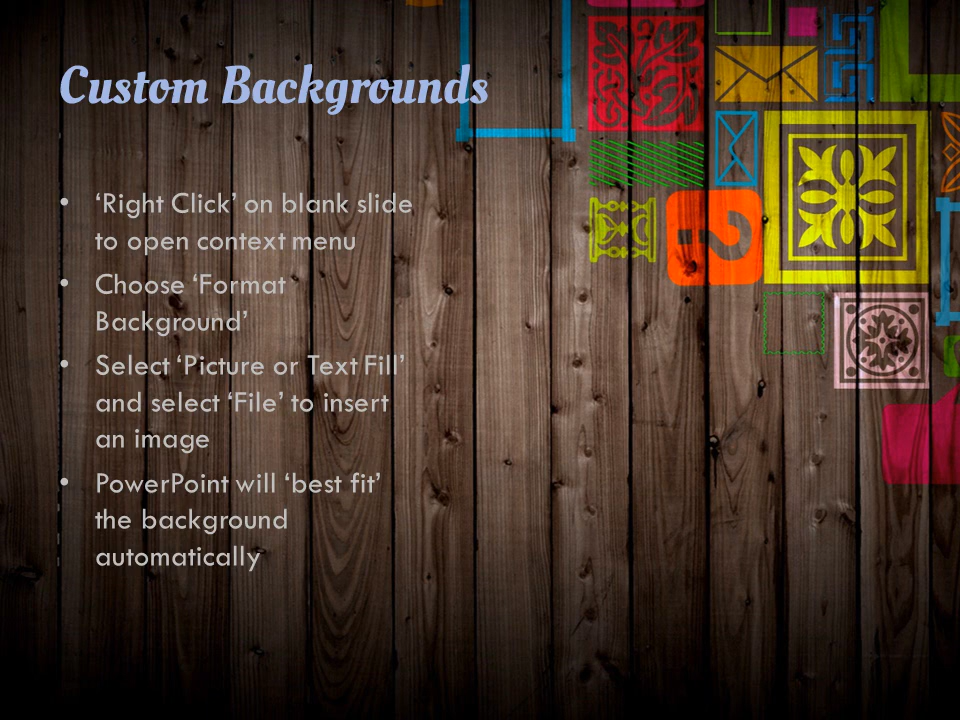 Custom Backgrounds
• ‘Right Click’ on blank slide
to open context menu
• Choose ‘Format
Background’
• Select ‘Picture or Text Fill’
and select ‘File’ to insert
an image
• PowerPoint will ‘best fit’
the background
automatically